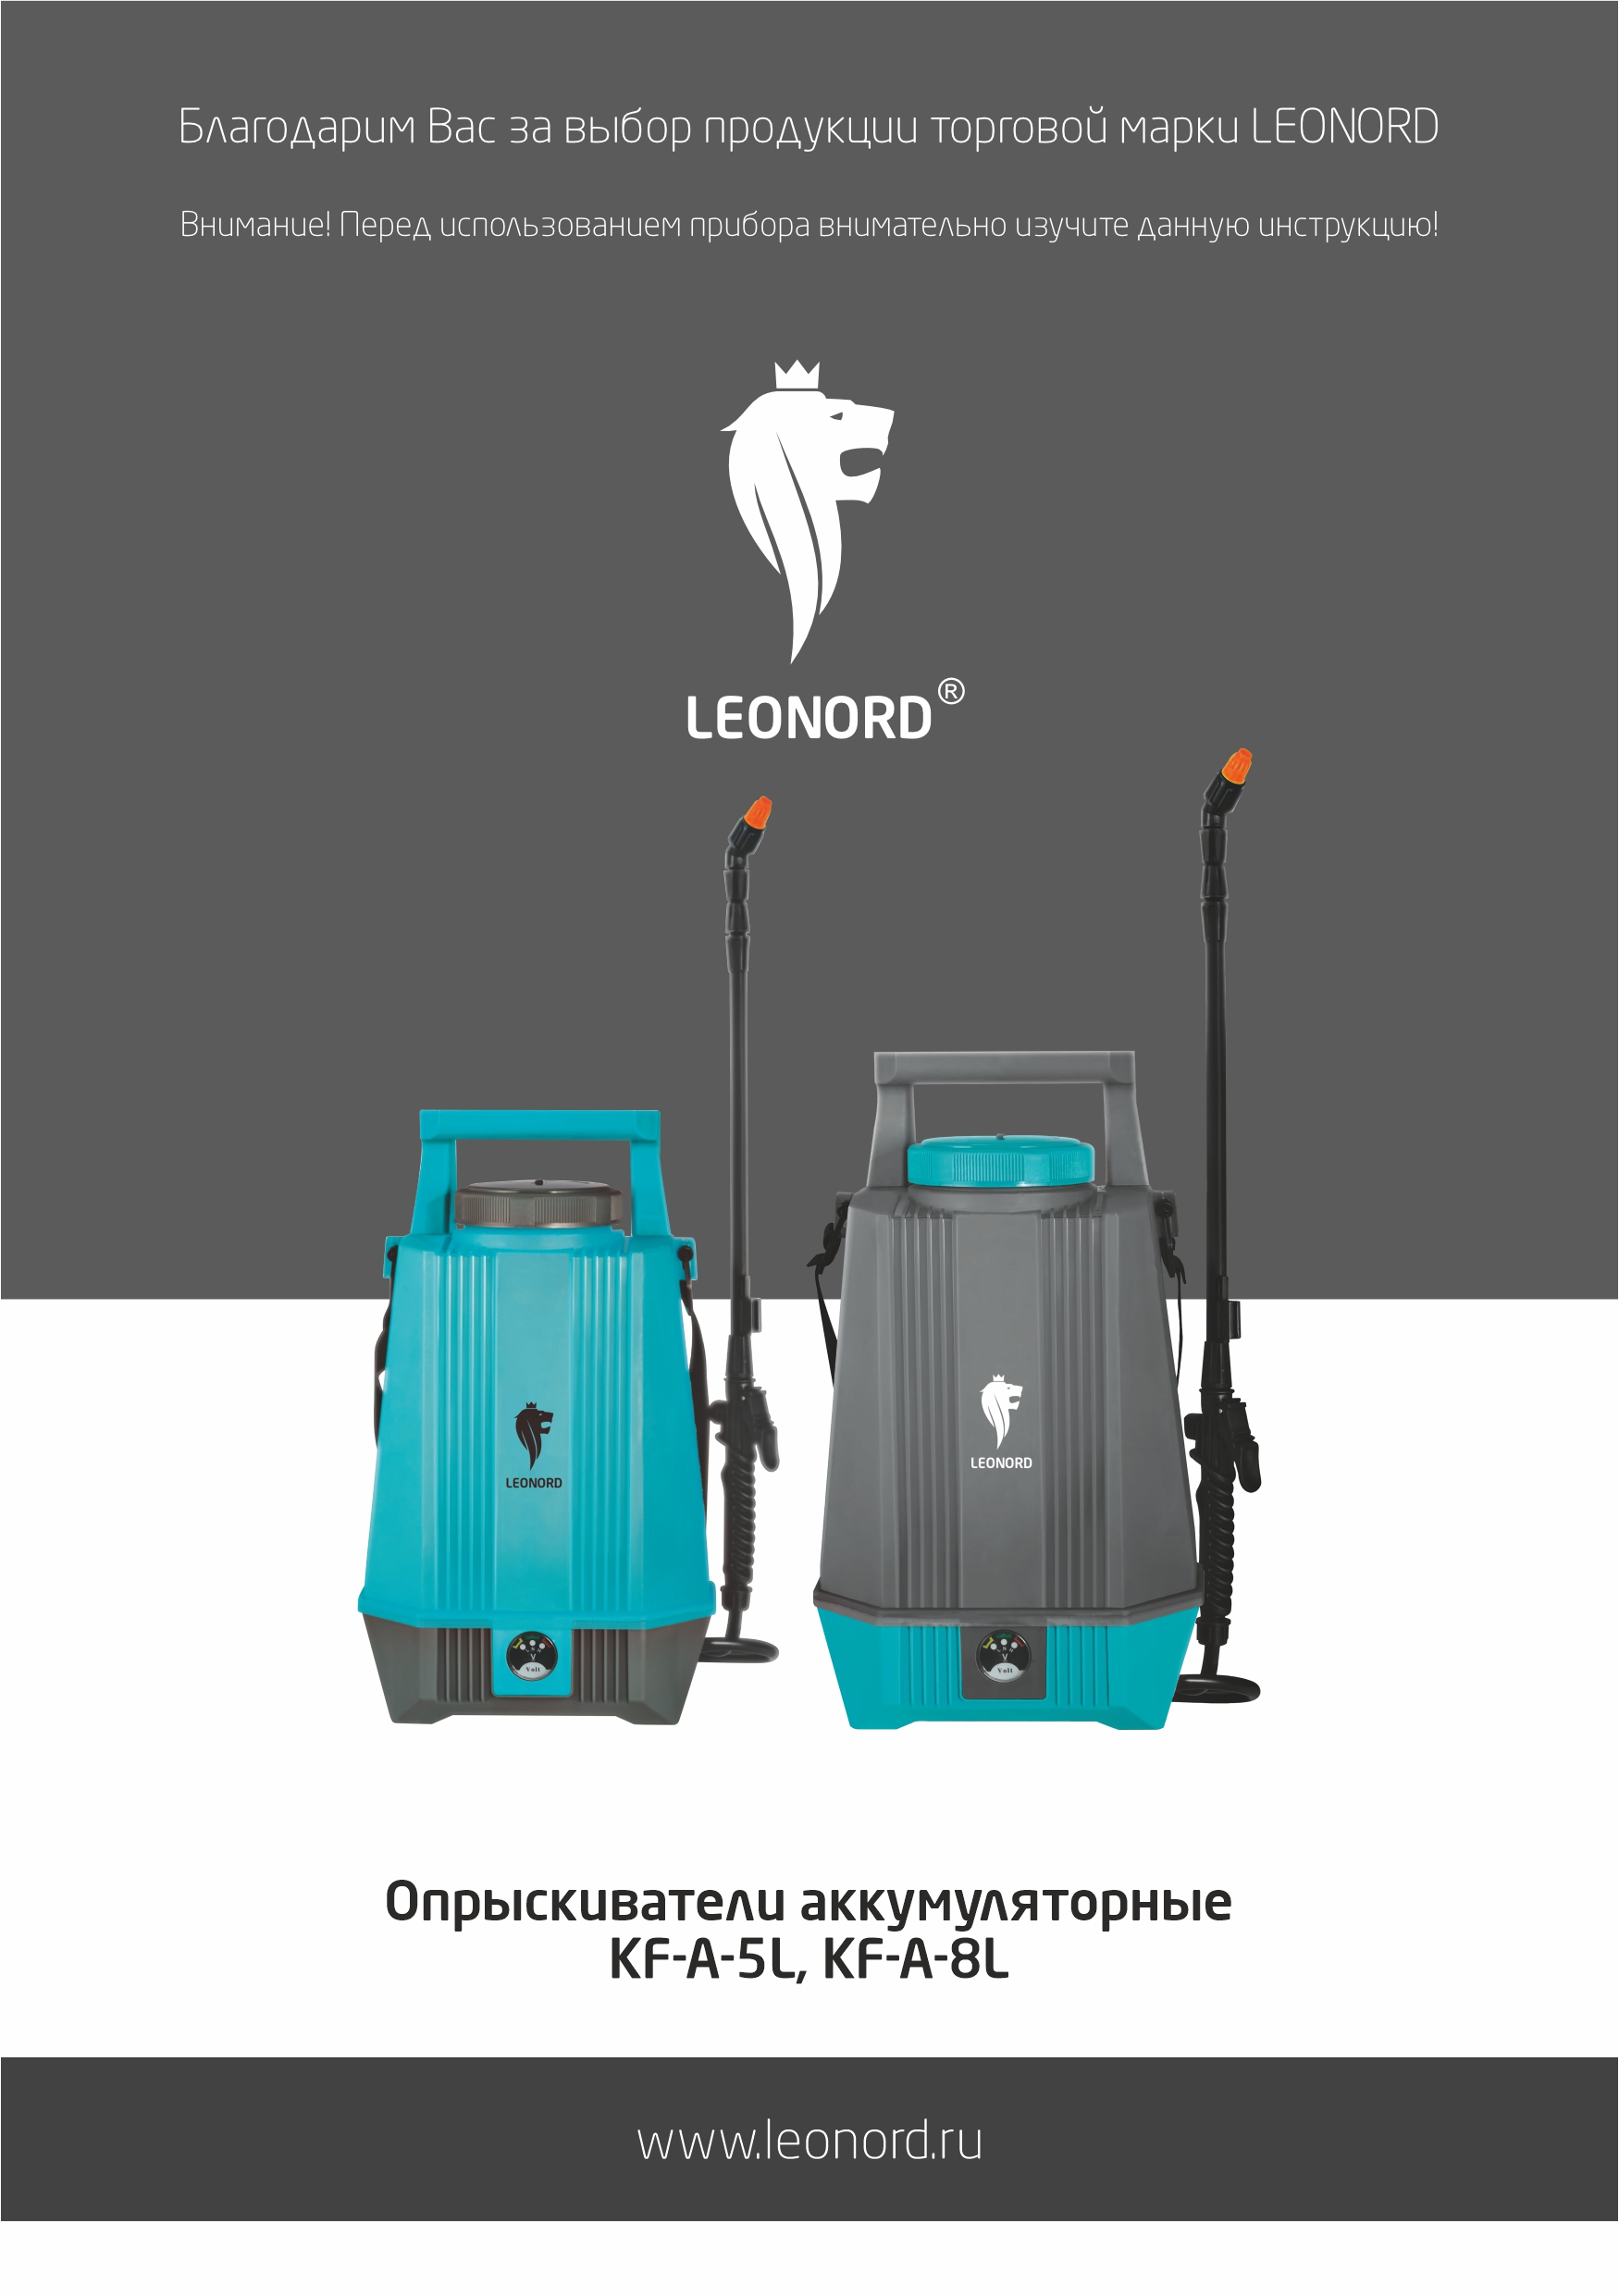 Благодарим Вас за выбор продукции торговой марки LEONORD
Внимание! Перед использованием прибора внимательно изучите данную инструкцию!
LEONORD®
LEONORD
LEONORD
V
Volt
V
Volt
Опрыскиватели аккумуляторные
KF-A-5L, KF-A-8L
www.leonord.ru